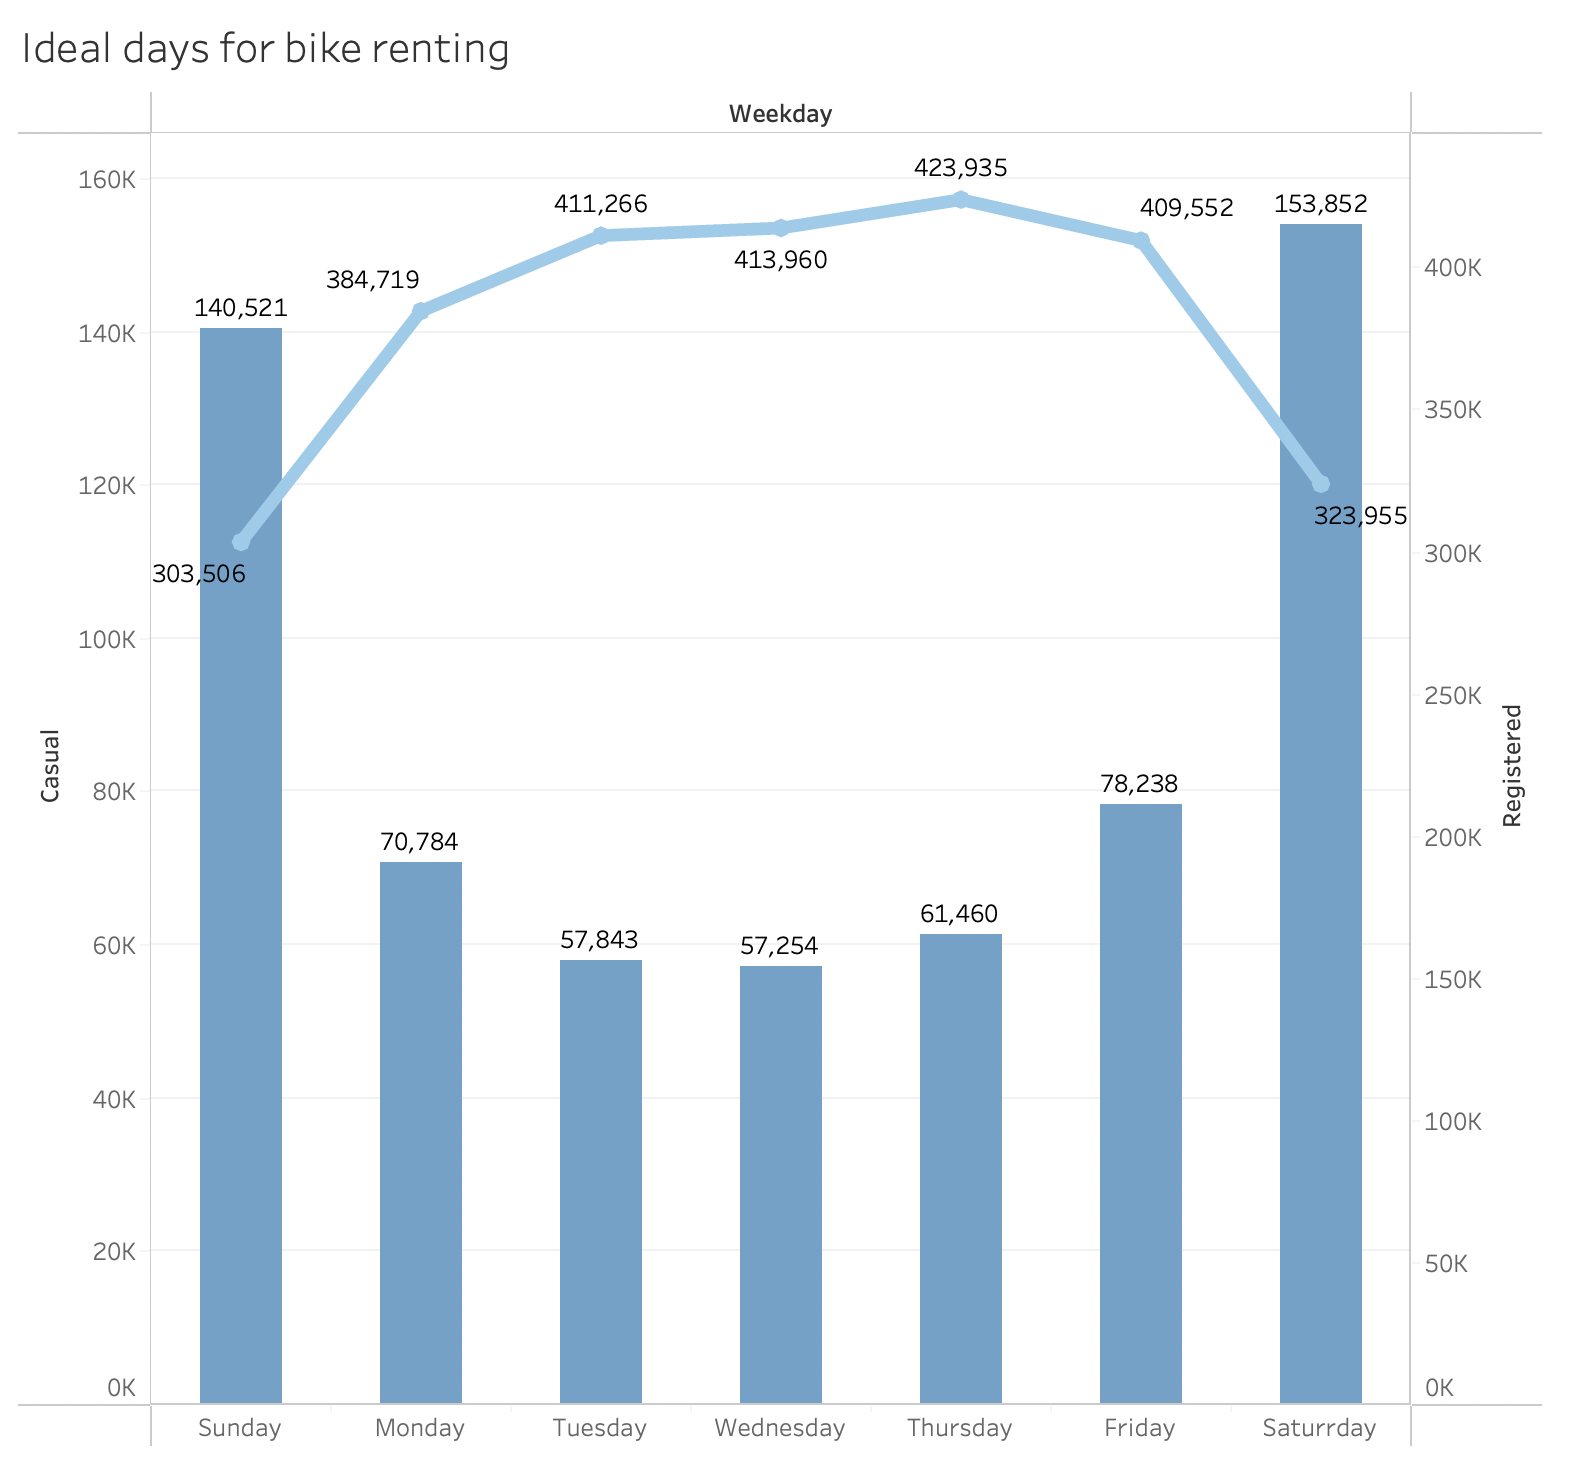 Ideal days for bike renting
Weekday
160K
140K
120K
100K
80K
60K
40K
20K
0K
Casual
423,935
411,266
409,552
153,852
413,960
384,719
140,521
323,955
303,506
78,238
70,784
61,460
57,843
57,254
400K
350K
300K
250K
200K
150K
100K
50K
0K
Registered
Sunday Monday Tuesday Wednesday Thursday Friday Saturrday